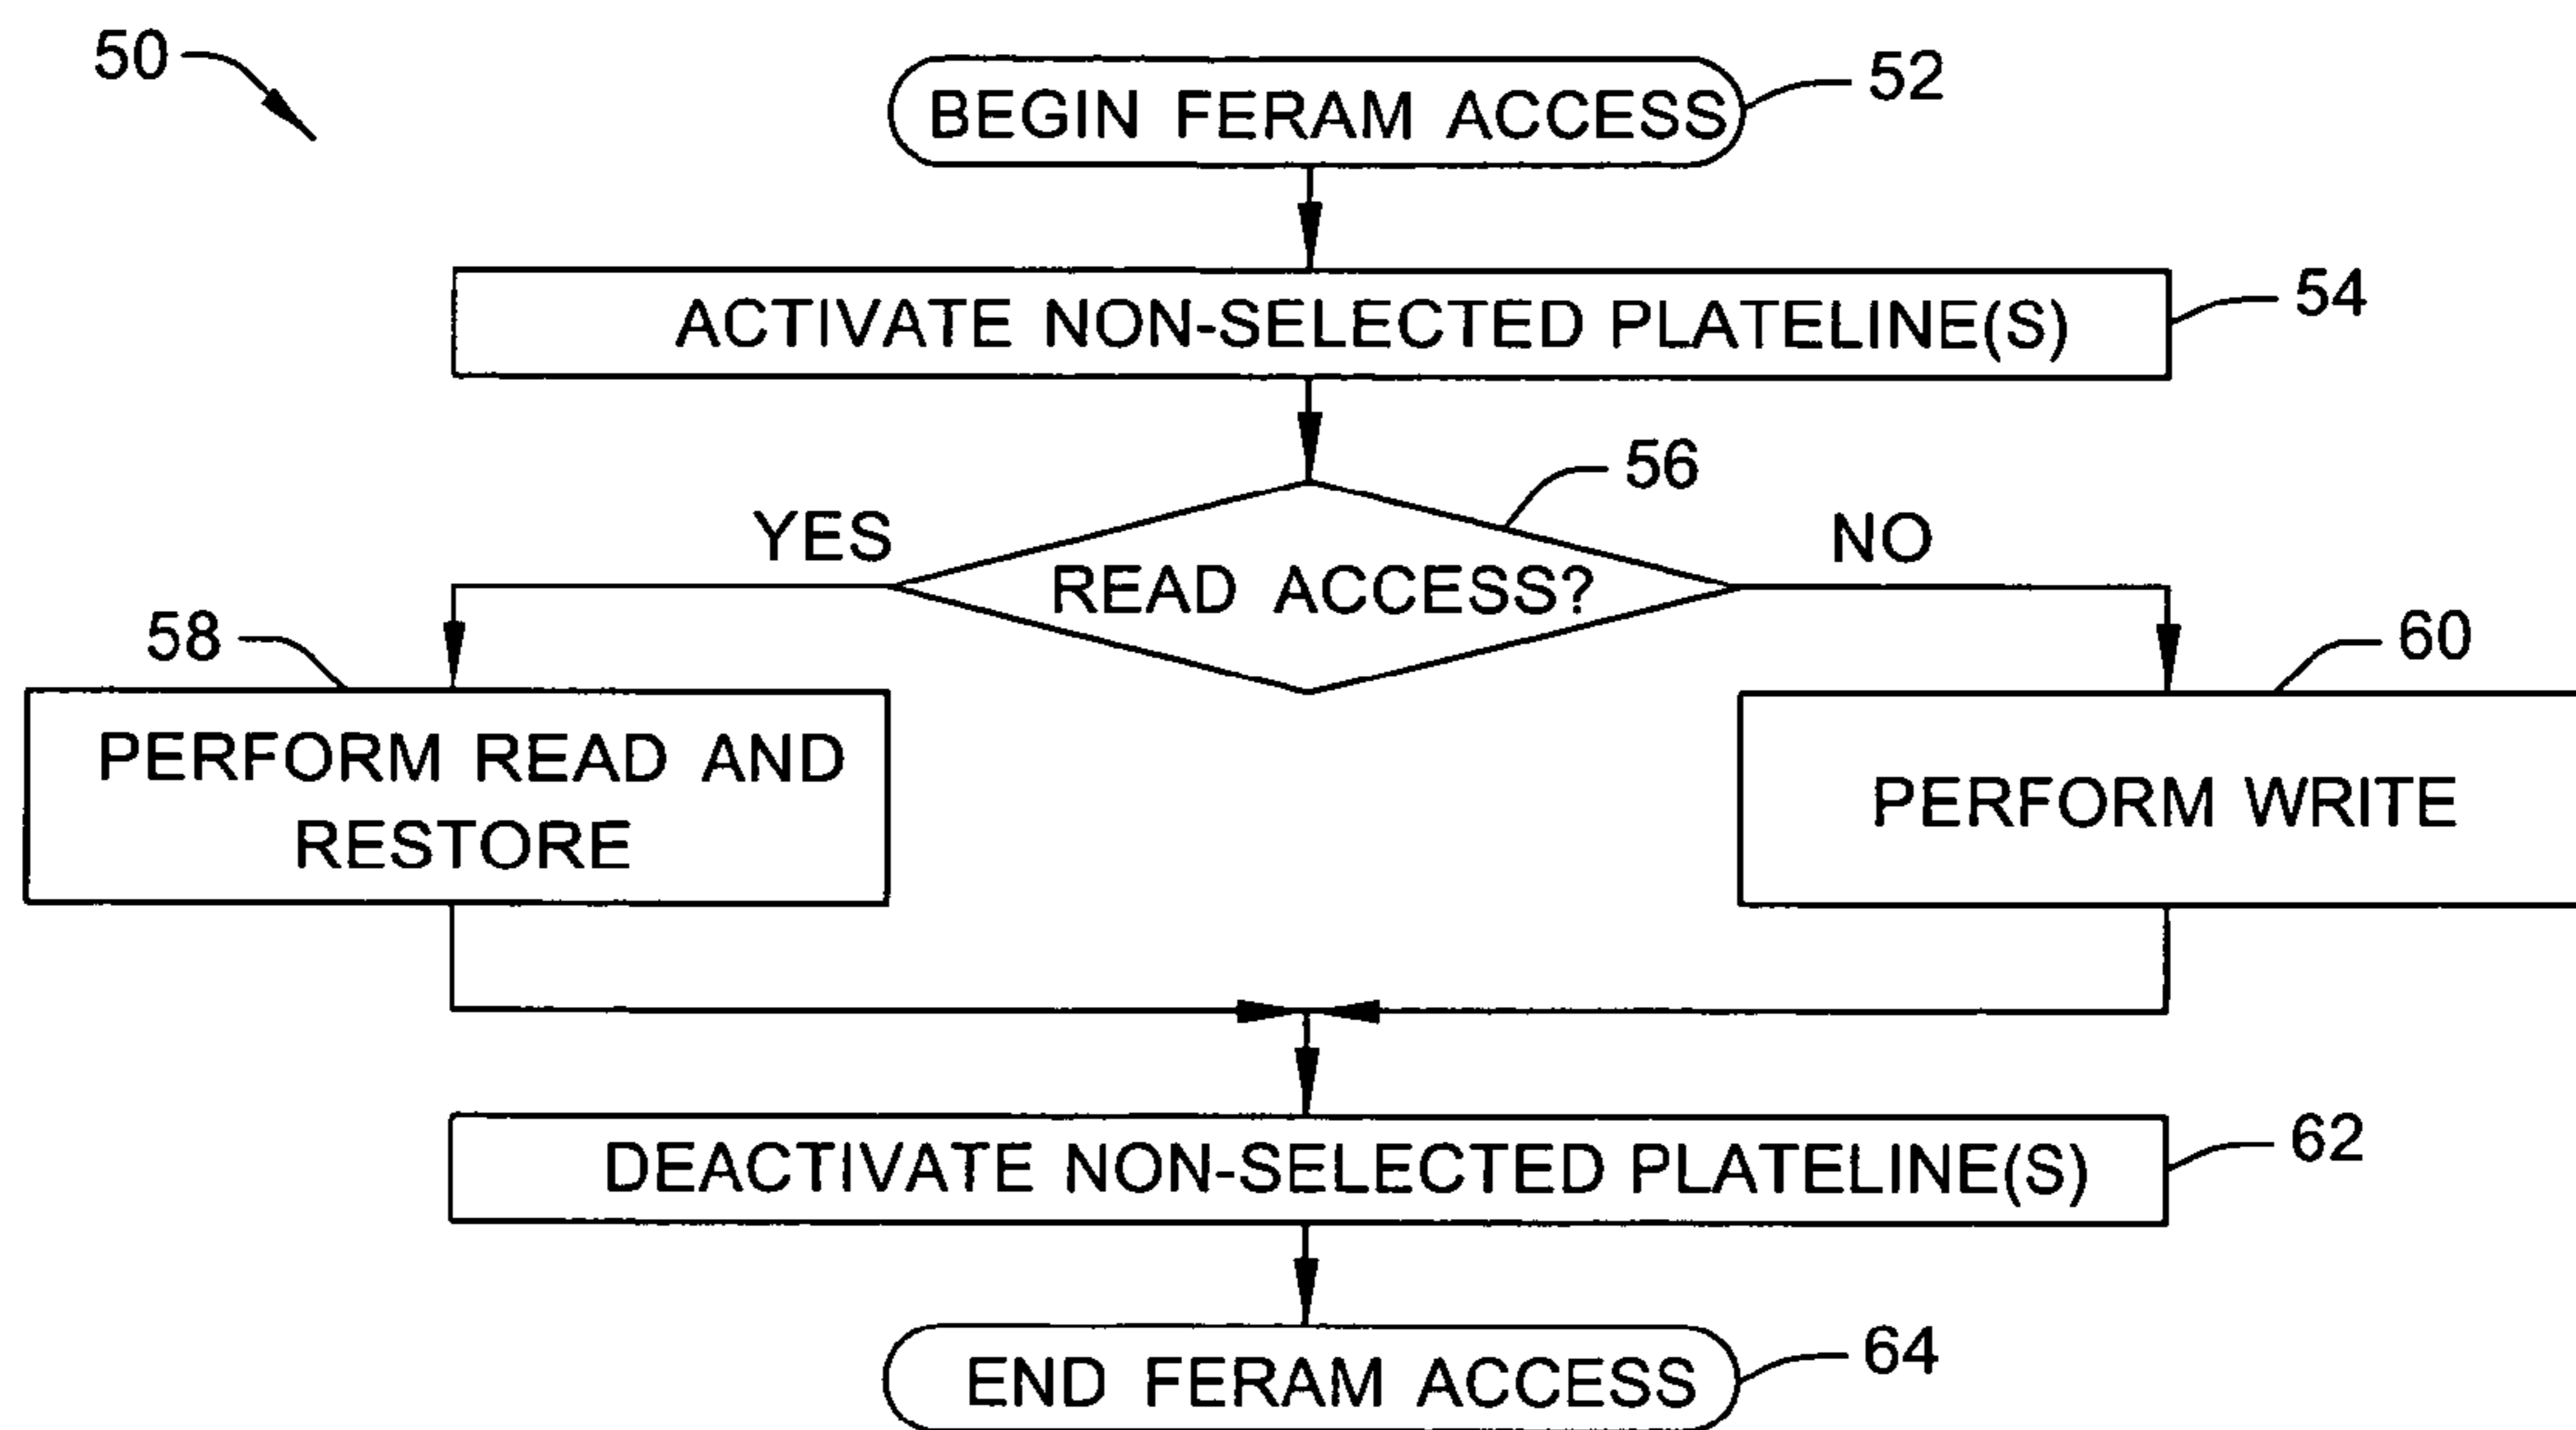 50
BEGIN FERAM ACCESS
52
ACTIVATE NON-SELECTED PLATELINE(S)
54
56
YES
READ ACCESS?
NO
58
60
PERFORM READ AND
RESTORE
PERFORM WRITE
DEACTIVATE NON-SELECTED PLATELINE(S)
62
END FERAM ACCESS
64